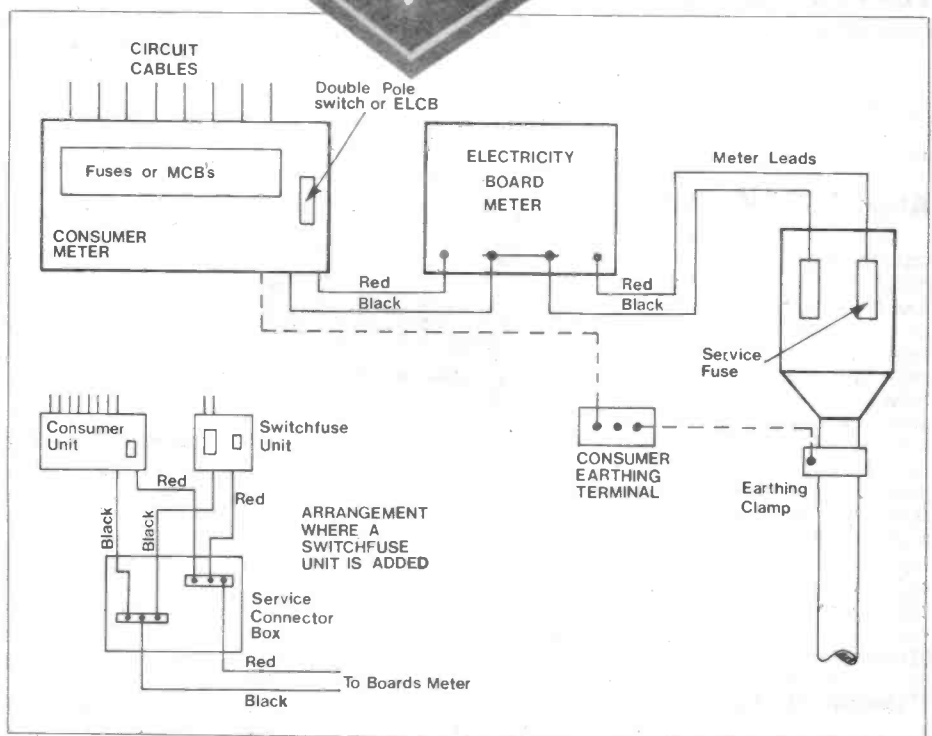 CIRCUIT
CABLES
Double Pole
switch or ELCB
Fuses or MCB's
CONSUMER
METER
ELECTRICITY
BOARD
METER
Meter Leads
Red
Black
Red
Black
Service
Fuse
Consumer
Unit
Switchfuse
Unit
Red
Red
Black
Black
ARRANGEMENT
WHERE A
SWITCHFUSE
UNIT IS ADDED
CONSUMER
EARTHING
TERMINAL
Earthing
Clamp
Service
Connector
Box
Red
To Boards Meter
Black